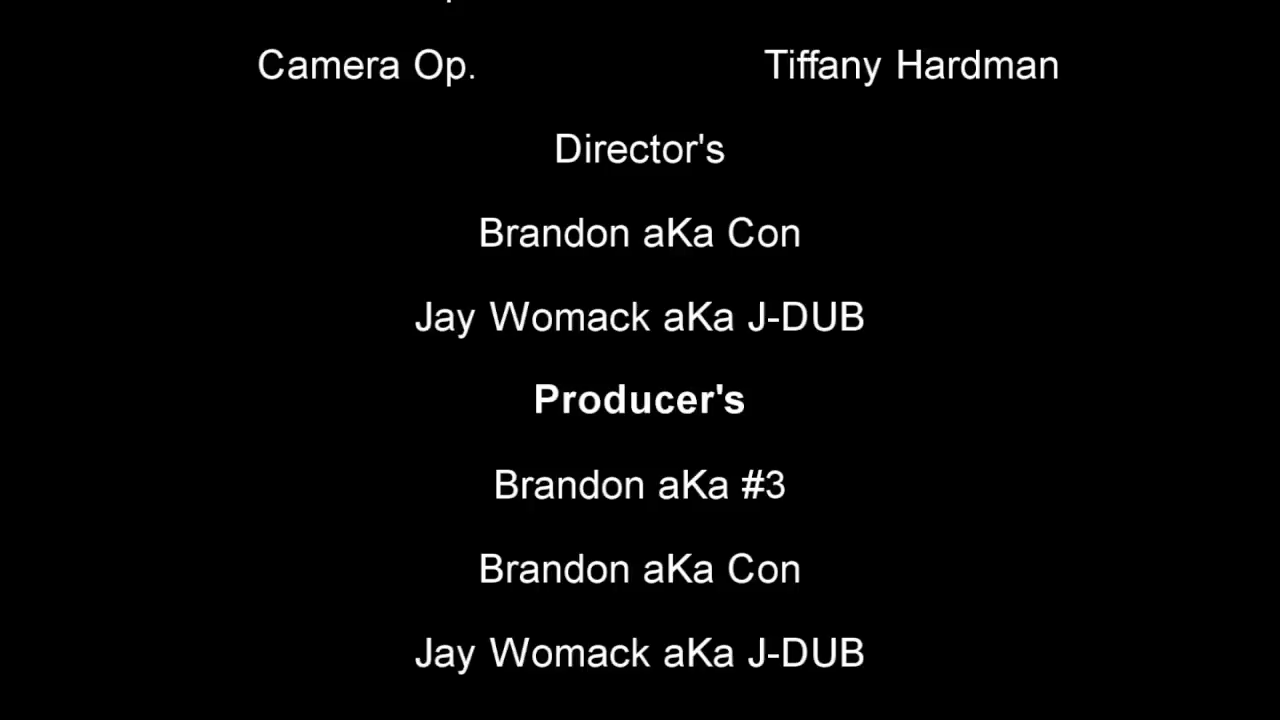 Camera Op. Tiffany Hardman
Director's
Brandon aKa Con
Jay Womack aKa J-DUB
Producer's
Brandon aKa #3
Brandon aKa Con
Jay Womack aKa J-DUB